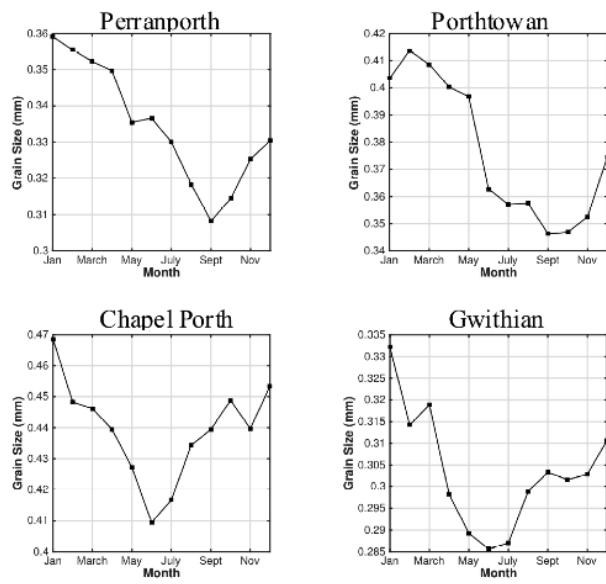 Perranporth
0.36
0.35
0.34
0.33
0.32
0.31
0.3
Grain Size (mm)
Jan March May July Sept Nov
Month
Porthtowan
0.42
0.41
0.4
0.39
0.38
0.37
0.36
0.35
0.34
Grain Size (mm)
Jan March May July Sept Nov
Month
Chapel Porth
0.47
0.46
0.45
0.44
0.43
0.42
0.41
0.4
Grain Size (mm)
Jan March May July Sept Nov
Month
Gwithian
0.335
0.33
0.325
0.32
0.315
0.31
0.305
0.3
0.295
0.29
0.285
Grain Size (mm)
Jan March May July Sept Nov
Month